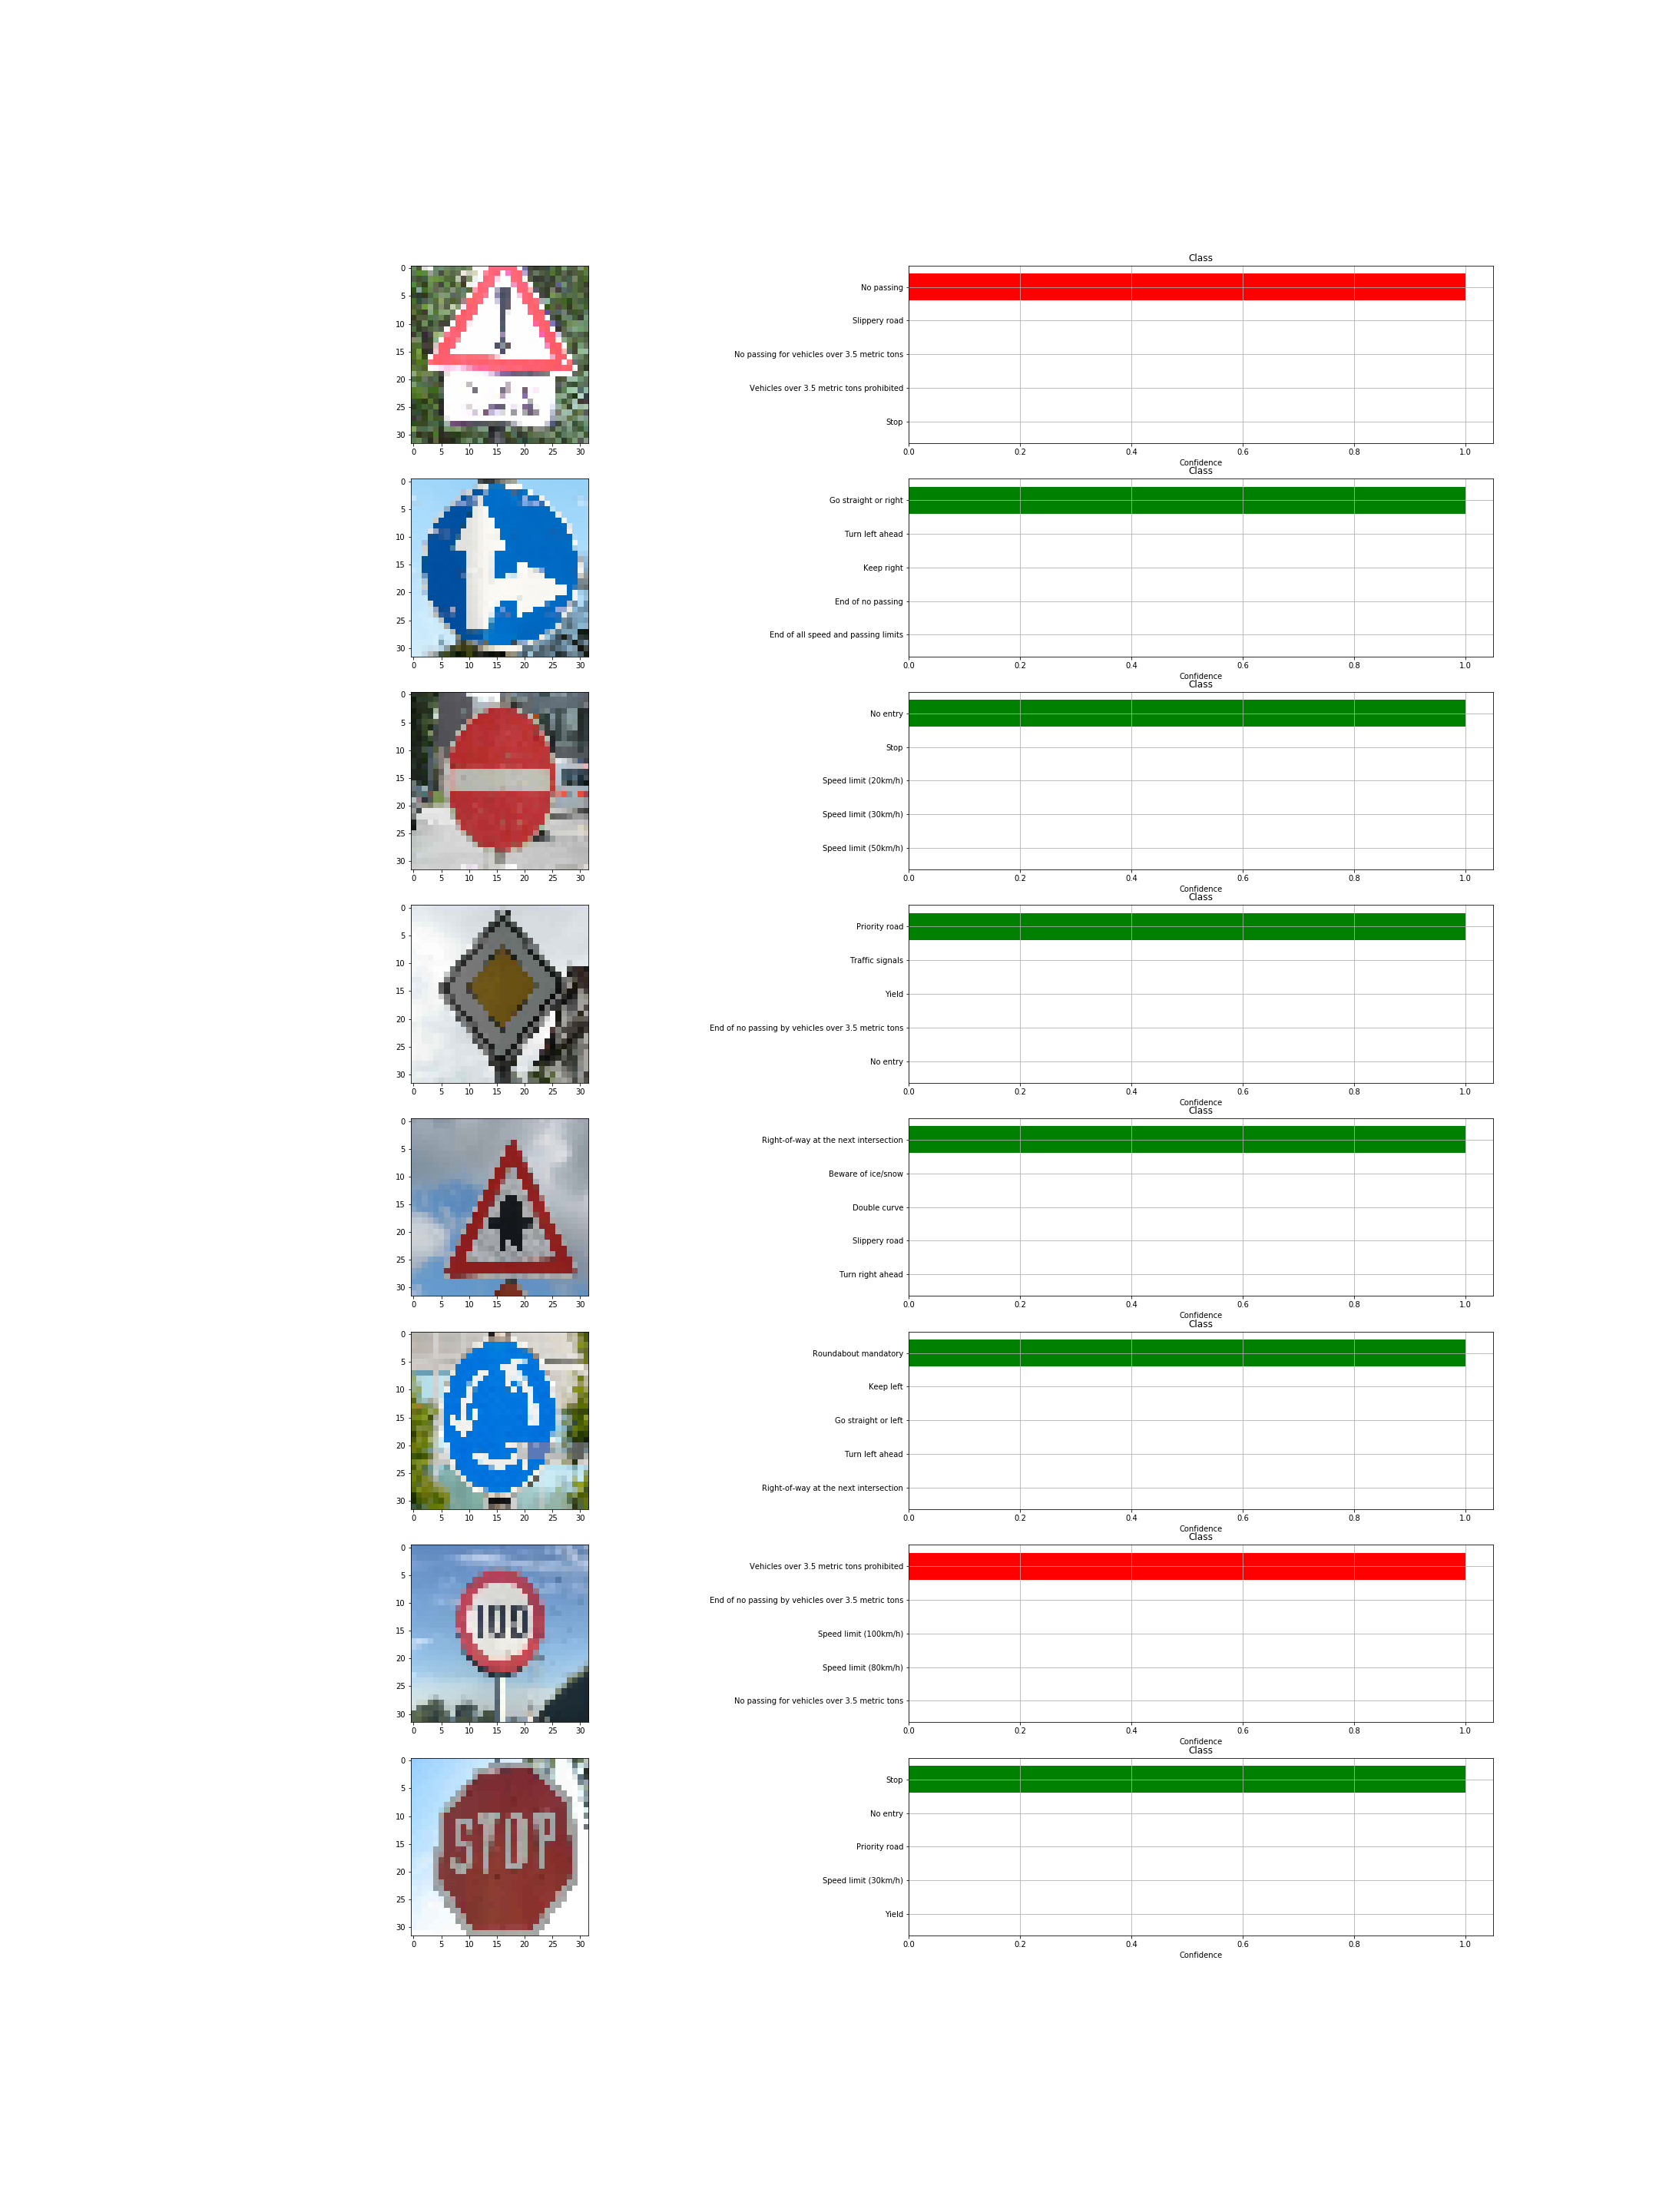 Class
0
5
10
15
20
25
30
0 5 10 15 20 25 30
No passing
Slippery road
No passing for vehicles over 3.5 metric tons
Vehicles over 3.5 metric tons prohibited
Stop
0.0 0.2 0.4 0.6 0.8 1.0
Confidence
Class
0
5
10
15
20
25
30
0 5 10 15 20 25 30
Go straight or right
Turn left ahead
Keep right
End of no passing
End of all speed and passing limits
0.0 0.2 0.4 0.6 0.8 1.0
Confidence
Class
0
5
10
15
20
25
30
0 5 10 15 20 25 30
No entry
Stop
Speed limit (20km/h)
Speed limit (30km/h)
Speed limit (50km/h)
0.0 0.2 0.4 0.6 0.8 1.0
Confidence
Class
0
5
10
15
20
25
30
0 5 10 15 20 25 30
Priority road
Traffic signals
Yield
End of no passing by vehicles over 3.5 metric tons
No entry
0.0 0.2 0.4 0.6 0.8 1.0
Confidence
Class
0
5
10
15
20
25
30
0 5 10 15 20 25 30
Right-of-way at the next intersection
Beware of ice/snow
Double curve
Slippery road
Turn right ahead
0.0 0.2 0.4 0.6 0.8 1.0
Confidence
Class
0
5
10
15
20
25
30
0 5 10 15 20 25 30
Roundabout mandatory
Keep left
Go straight or left
Turn left ahead
Right-of-way at the next intersection
0.0 0.2 0.4 0.6 0.8 1.0
Confidence
Class
0
5
10
15
20
25
30
100
0 5 10 15 20 25 30
Vehicles over 3.5 metric tons prohibited
End of no passing by vehicles over 3.5 metric tons
Speed limit (100km/h)
Speed limit (80km/h)
No passing for vehicles over 3.5 metric tons
0.0 0.2 0.4 0.6 0.8 1.0
Confidence
Class
0
5
10
15
20
25
30
STOP
0 5 10 15 20 25 30
Stop
No entry
Priority road
Speed limit (30km/h)
Yield
0.0 0.2 0.4 0.6 0.8 1.0
Confidence